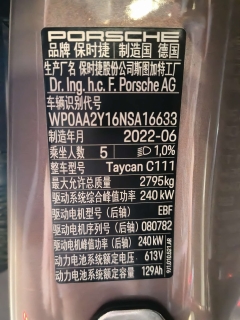 PORSCHE
品牌 保时捷 制造国 德国
生产厂名 保时捷股份公司斯图加特工厂
Dr. Ing. h.c. F. Porsche AG
车辆识别代号
WP0AA2Y16NSA16633
制造年月 2022-06
乘坐人数 5 1.0%
整车型号 Taycan C111
最大允许总质量 2795kg
驱动系统综合峰值功率 240 kW
驱动电机型号(后轴) EBF
驱动电机序列号(后轴) 080782
驱动电机峰值功率(后轴) 240 kW
动力电池系统额定电压 613V
动力电池系统额定容量 129Ah